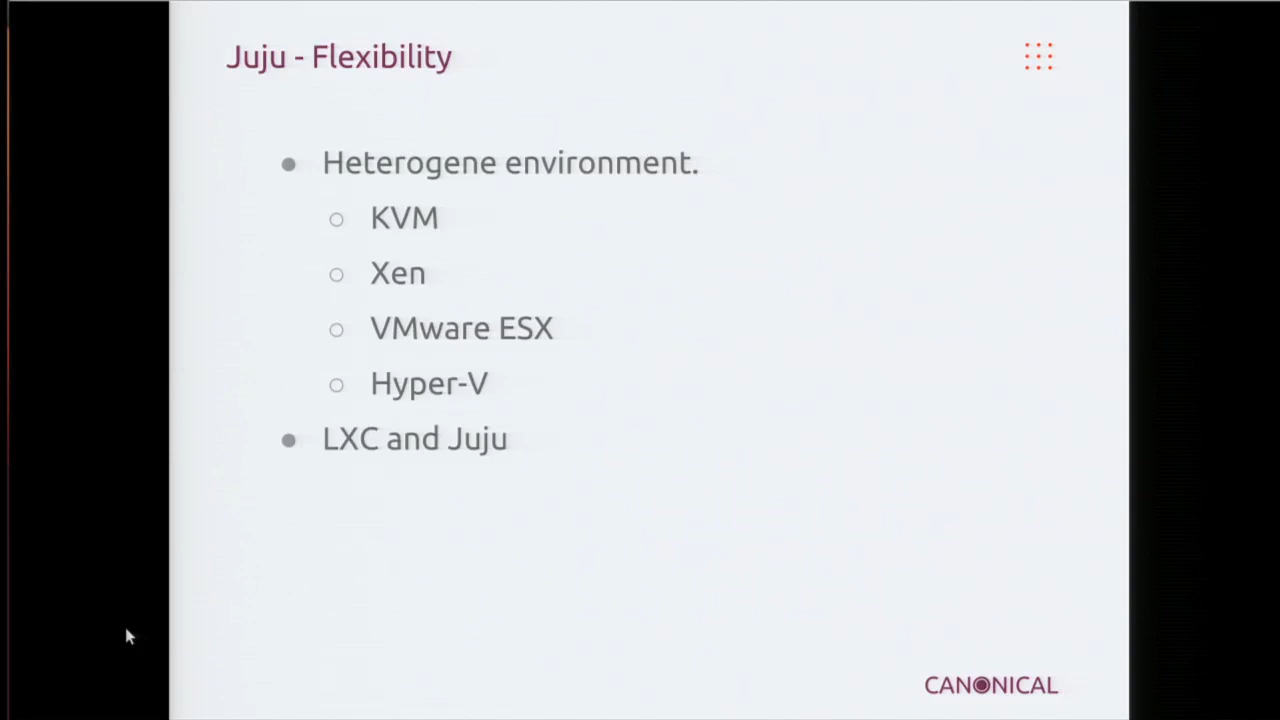 Juju - Flexibility
Heterogene environment.
KVM
Xen
VMware ESX
Hyper-V
LXC and Juju
CANONICAL